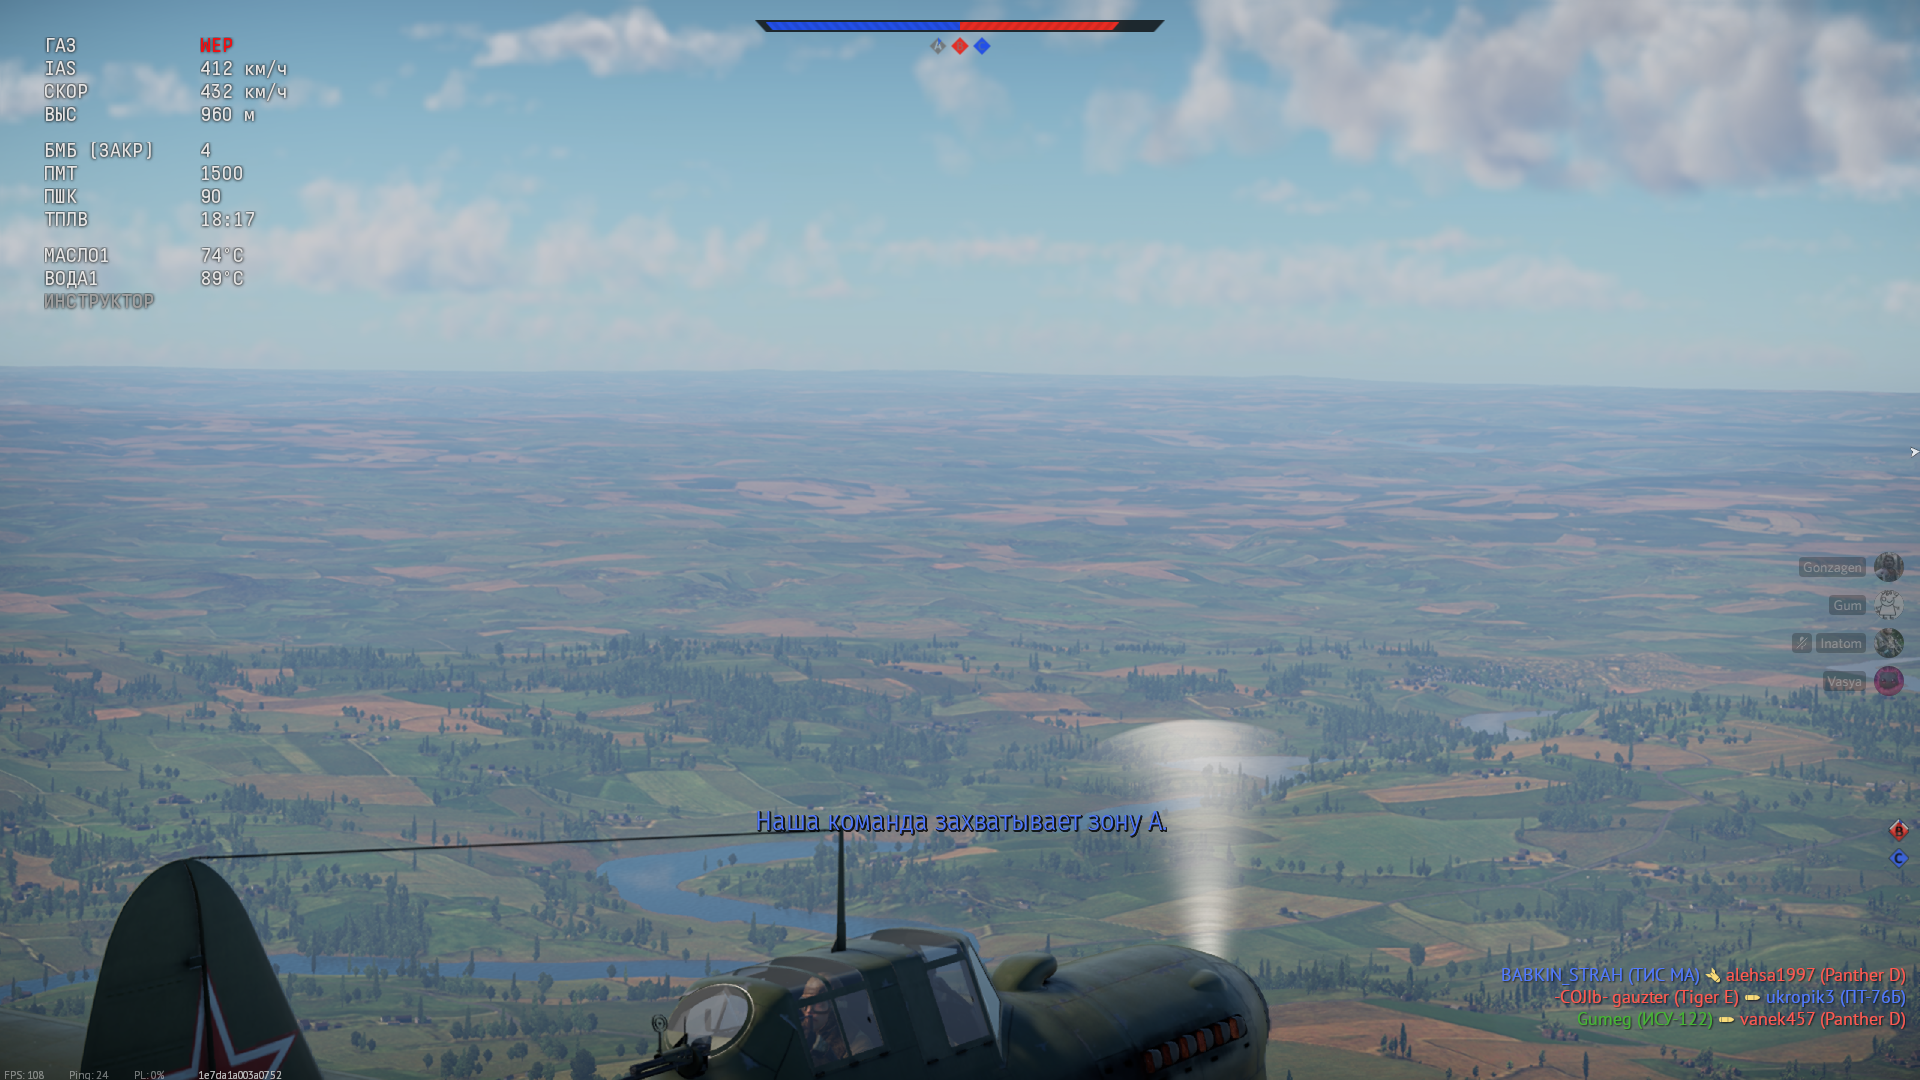 ГАЗ WEP
IAS 412 км/ч
СКОР 432 км/ч
ВЫС 960 м
БМБ (ЗАКР) 4
ПМТ 1500
ПШК 90
ТПЛВ 18:17
МАСЛО1 74°C
ВОДА1 89°C
ИНСТРУКТОР
A
Gonzagen
Gum
Inatom
Vasya
Наша команда захватывает зону A.
B
C
BABKIN_STRAH (ТИС МА) alehsa1997 (Panther D)
-COJIb- gauzter (Tiger E) ukropik3 (ПТ-76Б)
Gumeg (ИСУ-122) vanek457 (Panther D)
FPS: 108 Ping: 24 PL: 0% 1e7da1a003a0752